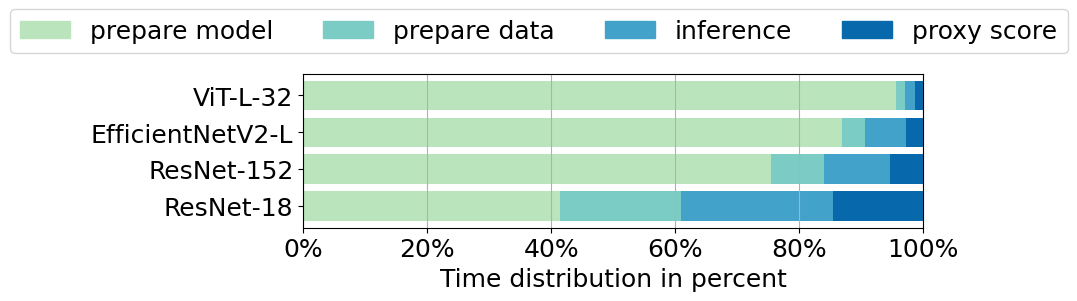 prepare model prepare data inference proxy score
ViT-L-32
EfficientNetV2-L
ResNet-152
ResNet-18
0% 20% 40% 60% 80% 100%
Time distribution in percent